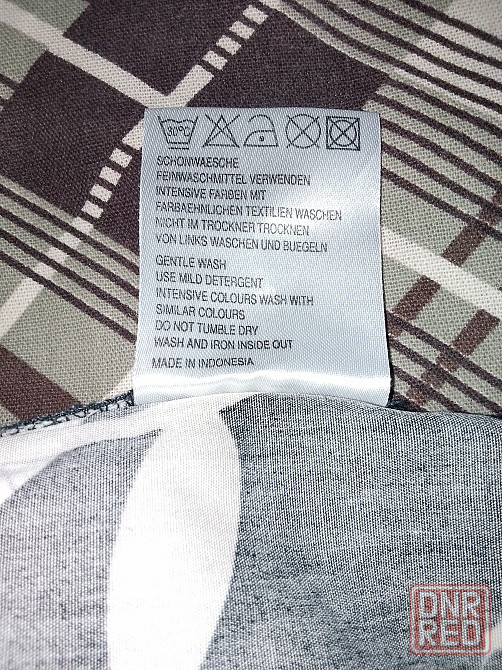 30°C
SCHONWAESCHE
FEINWASCHMITTEL VERWENDEN
INTENSIVE FARBEN MIT
FARBAEHNLICHEN TEXTILIEN WASCHEN
NICHT IM TROCKNER TROCKNEN
VON LINKS WASCHEN UND BUEGELN
GENTLE WASH
USE MILD DETERGENT
INTENSIVE COLOURS WASH WITH
SIMILAR COLOURS
DO NOT TUMBLE DRY
WASH AND IRON INSIDE OUT
MADE IN INDONESIA
DNR
RED